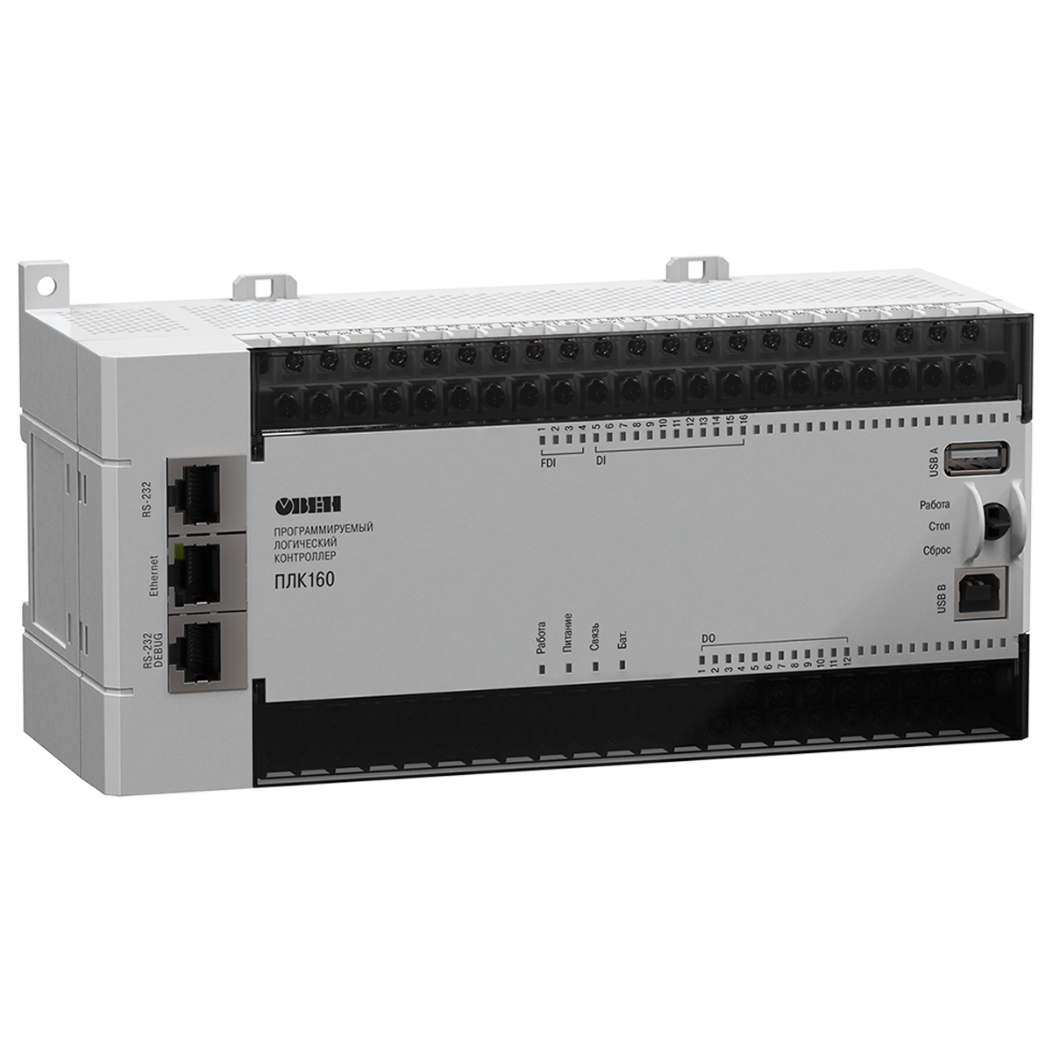 1 2 3 4 5 6 7 8 9 10 11 12 13 14 15 16
FDI DI
USB A
RS-232
Работа
Стоп
Сброс
ОВЕН
ПРОГРАММИРУЕМЫЙ
ЛОГИЧЕСКИЙ
КОНТРОЛЛЕР
ПЛК160
Ethernet
USB B
RS-232
DEBUG
Работа
Питание
Связь
Бат.
DO
1 2 3 4 5 6 7 8 9 10 11 12